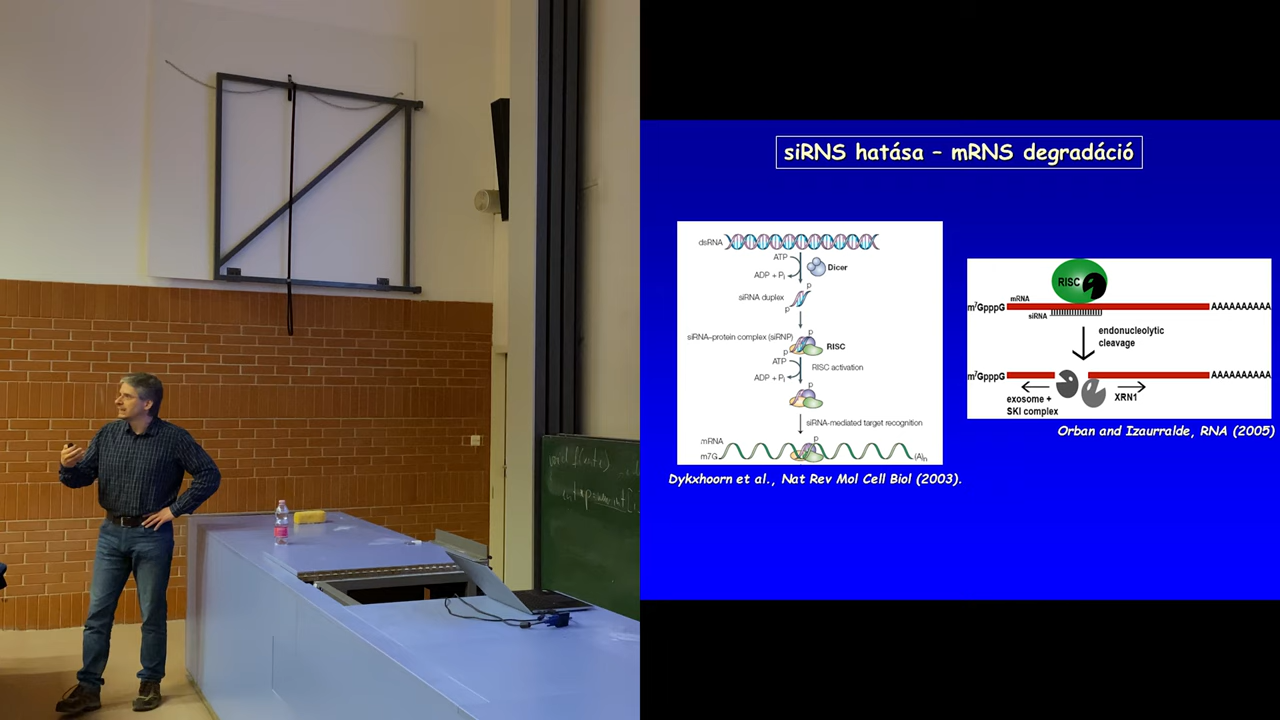 siRNS hatása - mRNS degradáció
dsRNA
ATP
ADP + Pi
Dicer
p
siRNA duplex
p
siRNA–protein complex (siRNP)
p
RISC
p
ATP
RISC activation
ADP + Pi
p
siRNA-mediated target recognition
mRNA
p
m7G
(A)n
Dykxhoorn et al., Nat Rev Mol Cell Biol (2003).
RISC
mRNA
m7GpppG
AAAAAAAAAA
siRNA
endonucleolytic
cleavage
m7GpppG
AAAAAAAAAA
exosome +
SKI complex
XRN1
Orban and Izaurralde, RNA (2005)